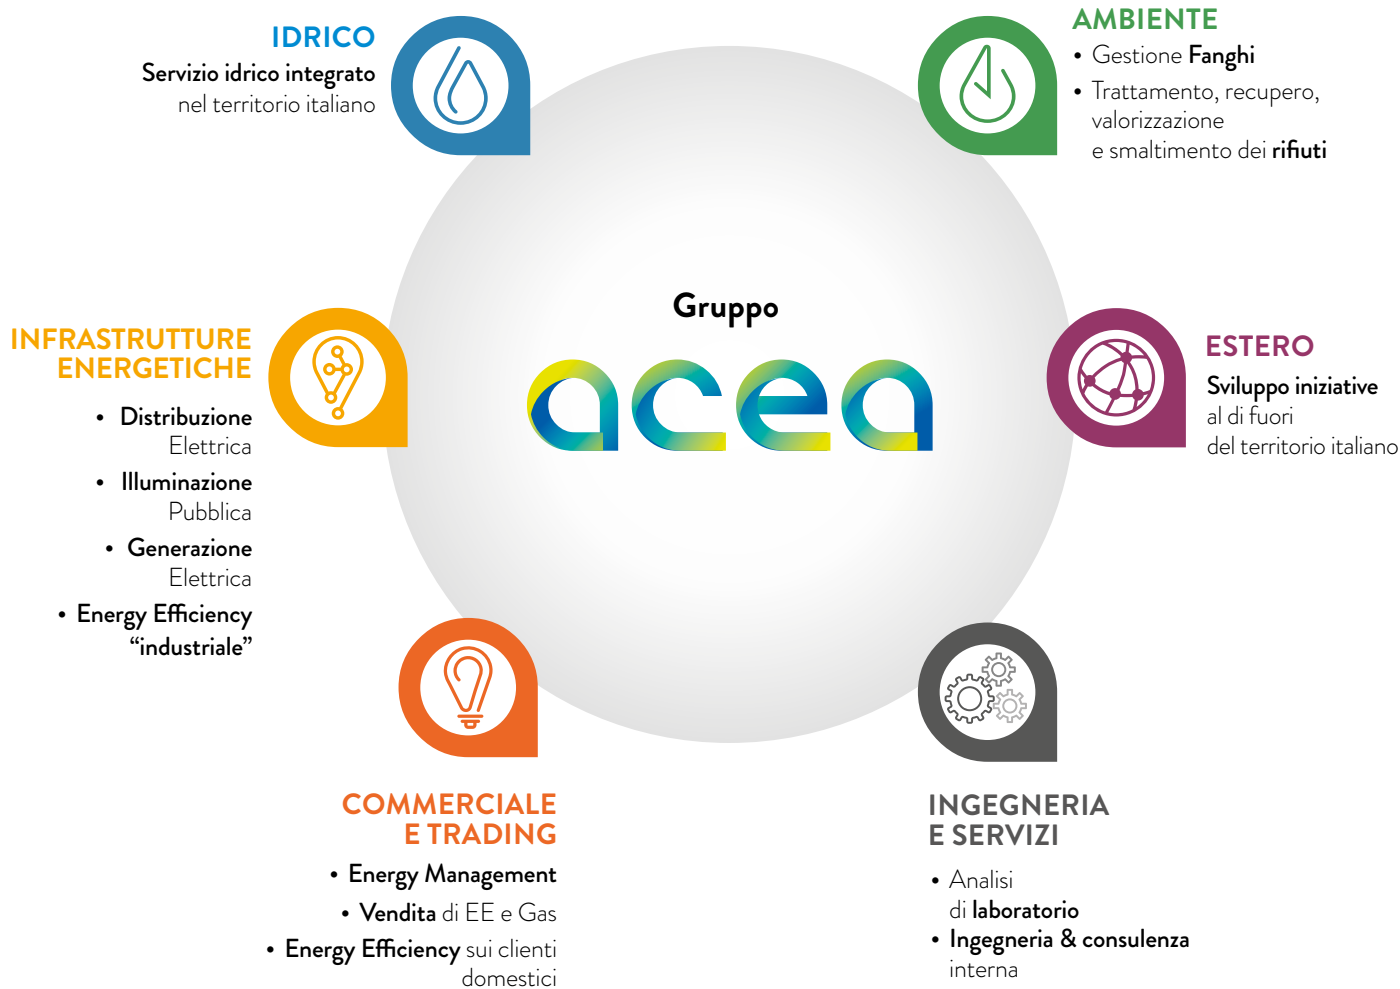 IDRICO
Servizio idrico integrato
nel territorio italiano
AMBIENTE
• Gestione Fanghi
• Trattamento, recupero,
valorizzazione
e smaltimento dei rifiuti
Gruppo
acea
INFRASTRUTTURE
ENERGETICHE
• Distribuzione
Elettrica
• Illuminazione
Pubblica
• Generazione
Elettrica
• Energy Efficiency
“industriale”
ESTERO
Sviluppo iniziative
al di fuori
del territorio italiano
COMMERCIALE
E TRADING
• Energy Management
• Vendita di EE e Gas
• Energy Efficiency sui clienti
domestici
INGEGNERIA
E SERVIZI
• Analisi
di laboratorio
• Ingegneria & consulenza
interna